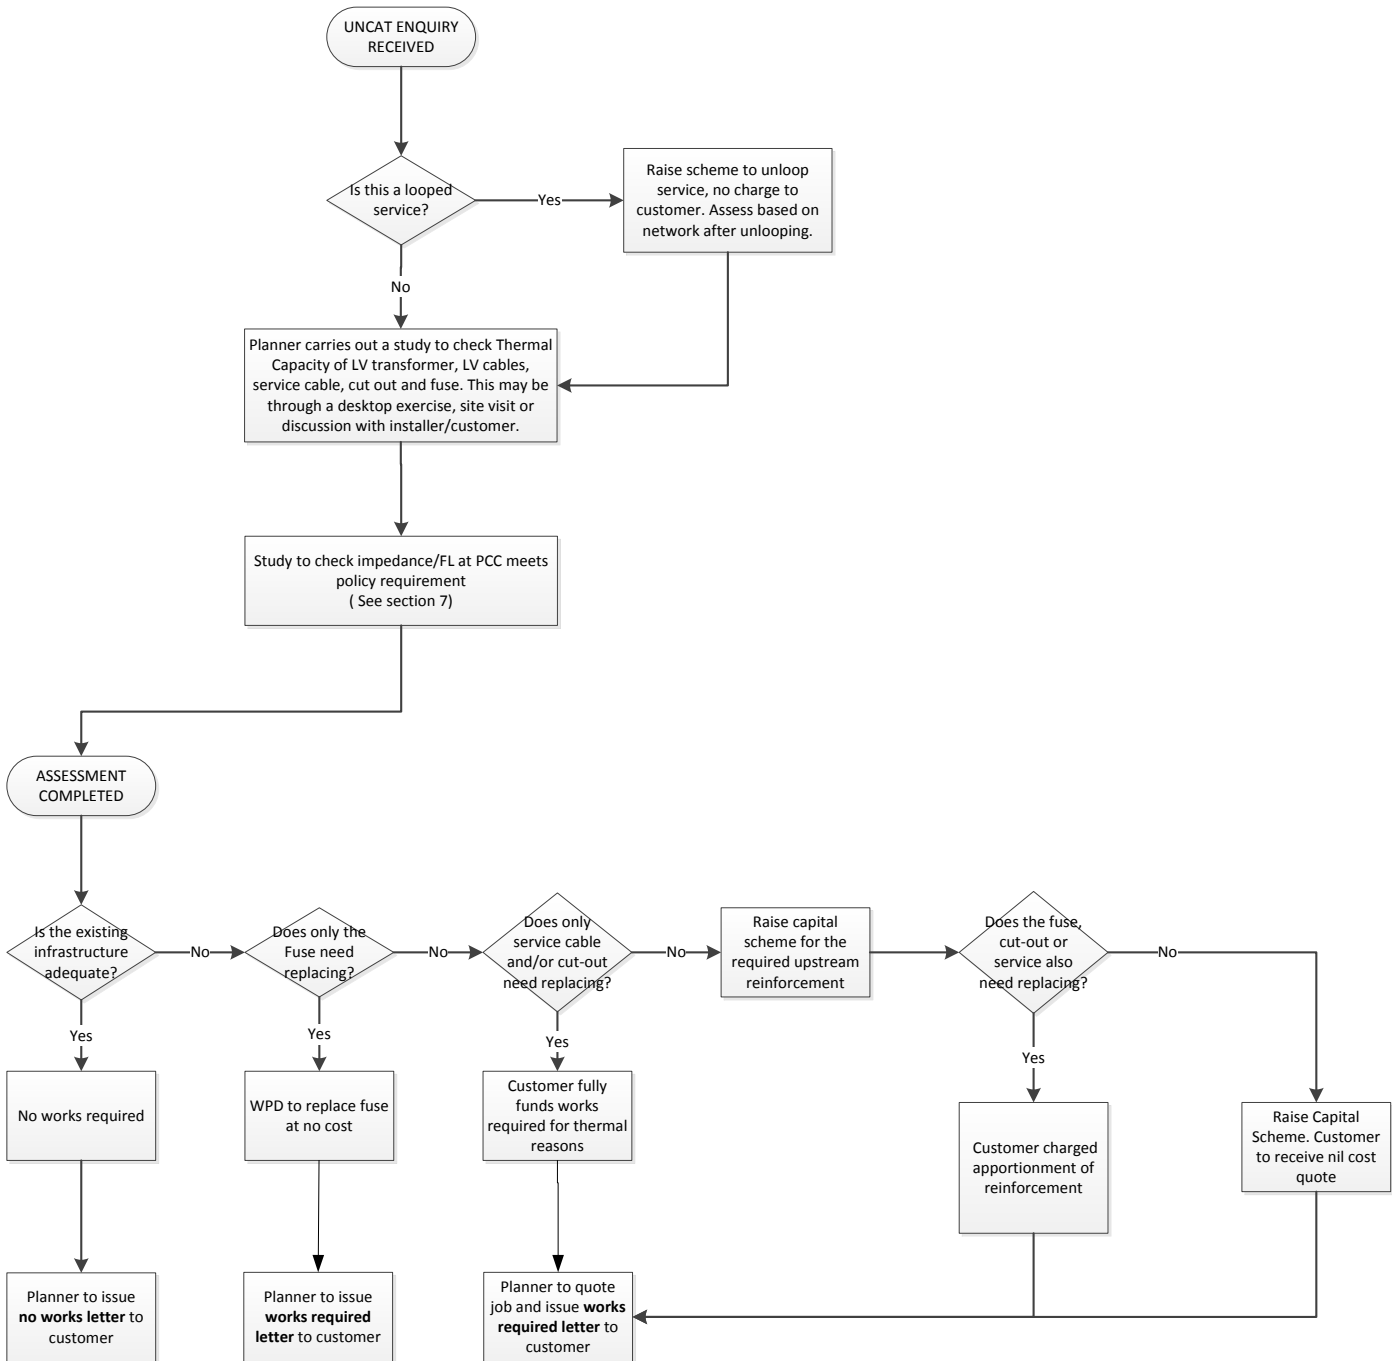 UNCAT ENQUIRY
RECEIVED
Is this a looped
service?
Yes
Raise scheme to unloop
service, no charge to
customer. Assess based on
network after unlooping.
No
Planner carries out a study to check Thermal
Capacity of LV transformer, LV cables,
service cable, cut out and fuse. This may be
through a desktop exercise, site visit or
discussion with installer/customer.
Study to check impedance/FL at PCC meets
policy requirement
( See section 7)
ASSESSMENT
COMPLETED
Is the existing
infrastructure
adequate?
No
Does only the
Fuse need
replacing?
No
Does only
service cable
and/or cut-out
need replacing?
No
Raise capital
scheme for the
required upstream
reinforcement
Does the fuse,
cut-out or
service also
need replacing?
No
Yes
Yes
Yes
Yes
No works required
WPD to replace fuse
at no cost
Customer fully
funds works
required for thermal
reasons
Customer charged
apportionment of
reinforcement
Raise Capital
Scheme. Customer
to receive nil cost
quote
Planner to issue
no works letter to
customer
Planner to issue
works required
letter to customer
Planner to quote
job and issue works
required letter to
customer